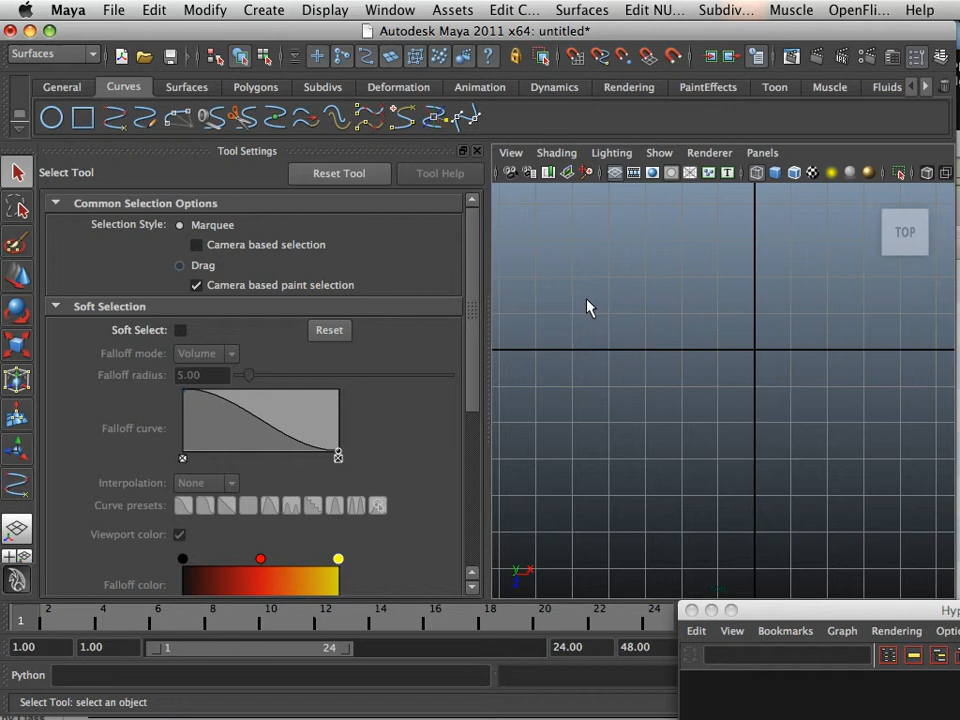 Maya File Edit Modify Create Display Window Assets Edit C... Surfaces Edit NU... Subdiv... Muscle OpenFli... Help
Autodesk Maya 2011 x64: untitled*
Surfaces
General Curves Surfaces Polygons Subdivs Deformation Animation Dynamics Rendering PaintEffects Toon Muscle Fluids
Tool Settings
Select Tool Reset Tool Tool Help
View Shading Lighting Show Renderer Panels
Common Selection Options
Selection Style: Marquee
Camera based selection
TOP
Drag
Camera based paint selection
Soft Selection
Soft Select: Reset
Falloff mode: Volume
Falloff radius: 5.00
Falloff curve:
Interpolation: None
Curve presets:
Viewport color:
Falloff color:
y x
1 2 4 6 8 10 12 14 16 18 20 22 24
Hyp
Edit View Bookmarks Graph Rendering Optio
1.00 1.00 1 24 24.00 48.00
Python
Select Tool: select an object